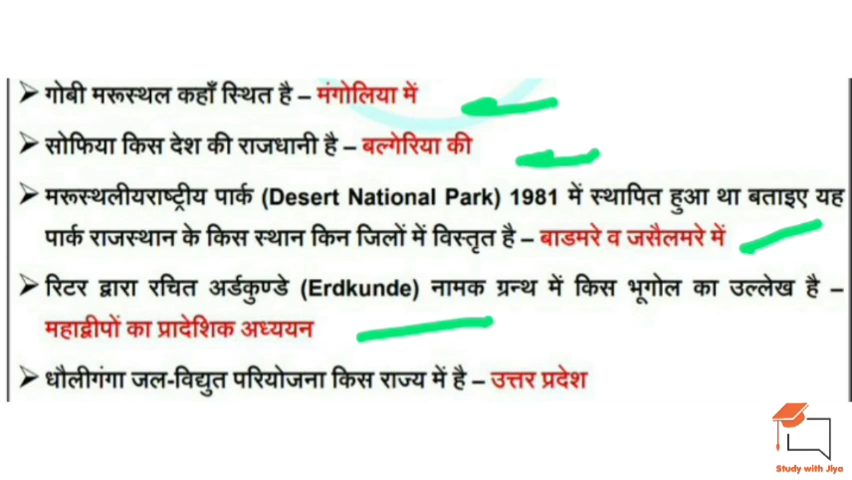 ➢ गोबी मरूस्थल कहाँ स्थित है – मंगोलिया में
➢ सोफिया किस देश की राजधानी है – बल्गेरिया की
➢ मरूस्थलीयराष्ट्रीय पार्क (Desert National Park) 1981 में स्थापित हुआ था बताइए यह
पार्क राजस्थान के किस स्थान किन जिलों में विस्तृत है – बाडमरे व जसैलमरे में
➢ रिटर द्वारा रचित अर्डकुण्डे (Erdkunde) नामक ग्रन्थ में किस भूगोल का उल्लेख है –
महाद्वीपों का प्रादेशिक अध्ययन
➢ धौलीगंगा जल-विद्युत परियोजना किस राज्य में है – उत्तर प्रदेश
Study with Jiya